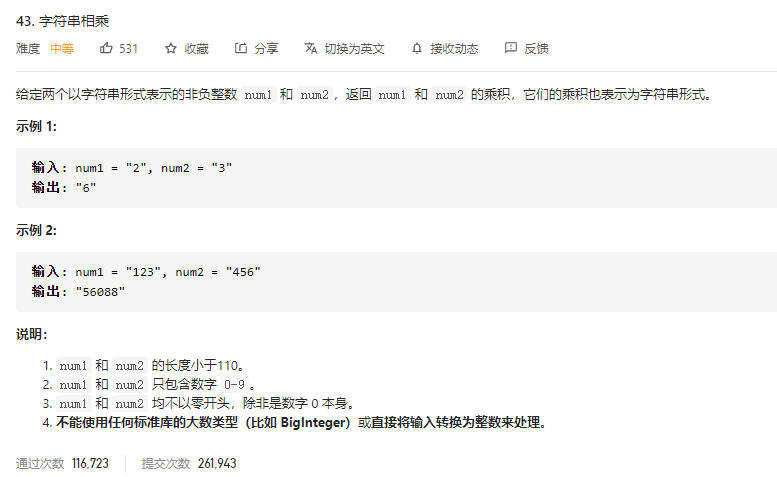 43. 字符串相乘
难度 中等 531 收藏 分享 切换为英文 接收动态 反馈
给定两个以字符串形式表示的非负整数 num1 和 num2，返回 num1 和 num2 的乘积，它们的乘积也表示为字符串形式。
示例 1:
输入: num1 = "2", num2 = "3"
输出: "6"
示例 2:
输入: num1 = "123", num2 = "456"
输出: "56088"
说明：
1. num1 和 num2 的长度小于110。
2. num1 和 num2 只包含数字 0-9 。
3. num1 和 num2 均不以零开头，除非是数字 0 本身。
4. 不能使用任何标准库的大数类型（比如 BigInteger）或直接将输入转换为整数来处理。
通过次数 116,723 提交次数 261,943